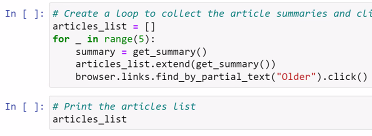 In [ ]: # Create a loop to collect the article summaries and cli
articles_list = []
for _ in range(5):
    summary = get_summary()
    articles_list.extend(get_summary())
    browser.links.find_by_partial_text("Older").click()
In [ ]: # Print the articles list
articles_list